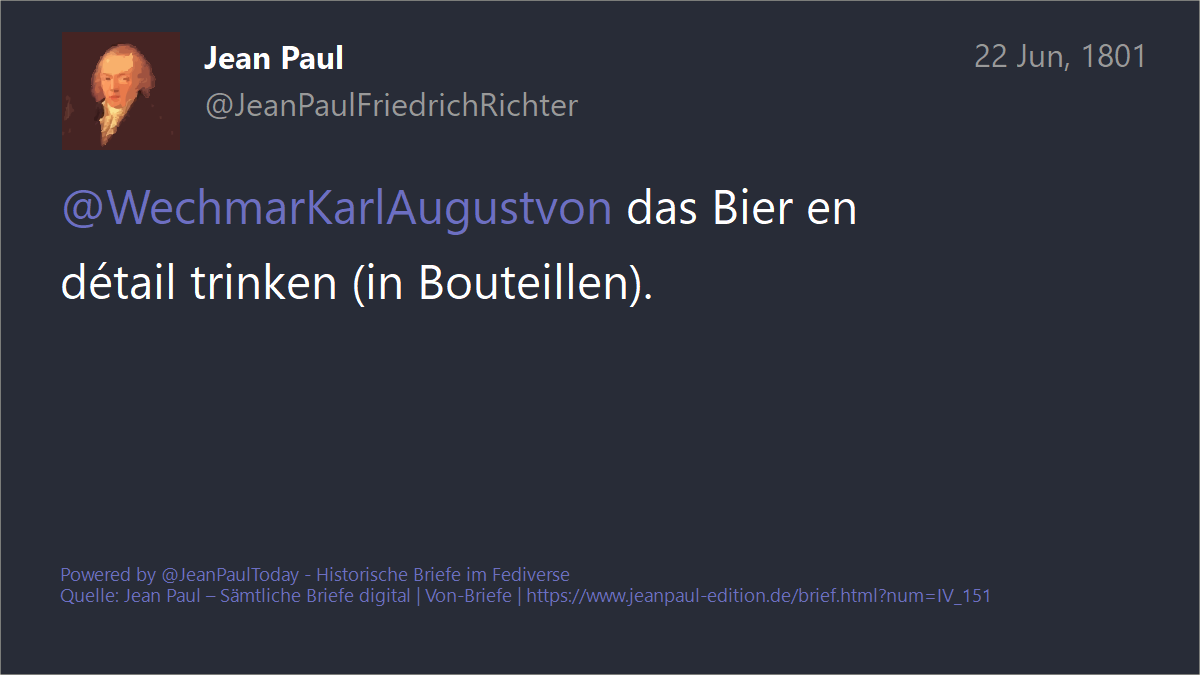 Jean Paul
22 Jun, 1801
@JeanPaulFriedrichRichter
@WechmarKarlAugustvon das Bier en
détail trinken (in Bouteillen).
Powered by @JeanPaulToday - Historische Briefe im Fediverse
Quelle: Jean Paul – Sämtliche Briefe digital | Von-Briefe | https://www.jeanpaul-edition.de/brief.html?num=IV_151